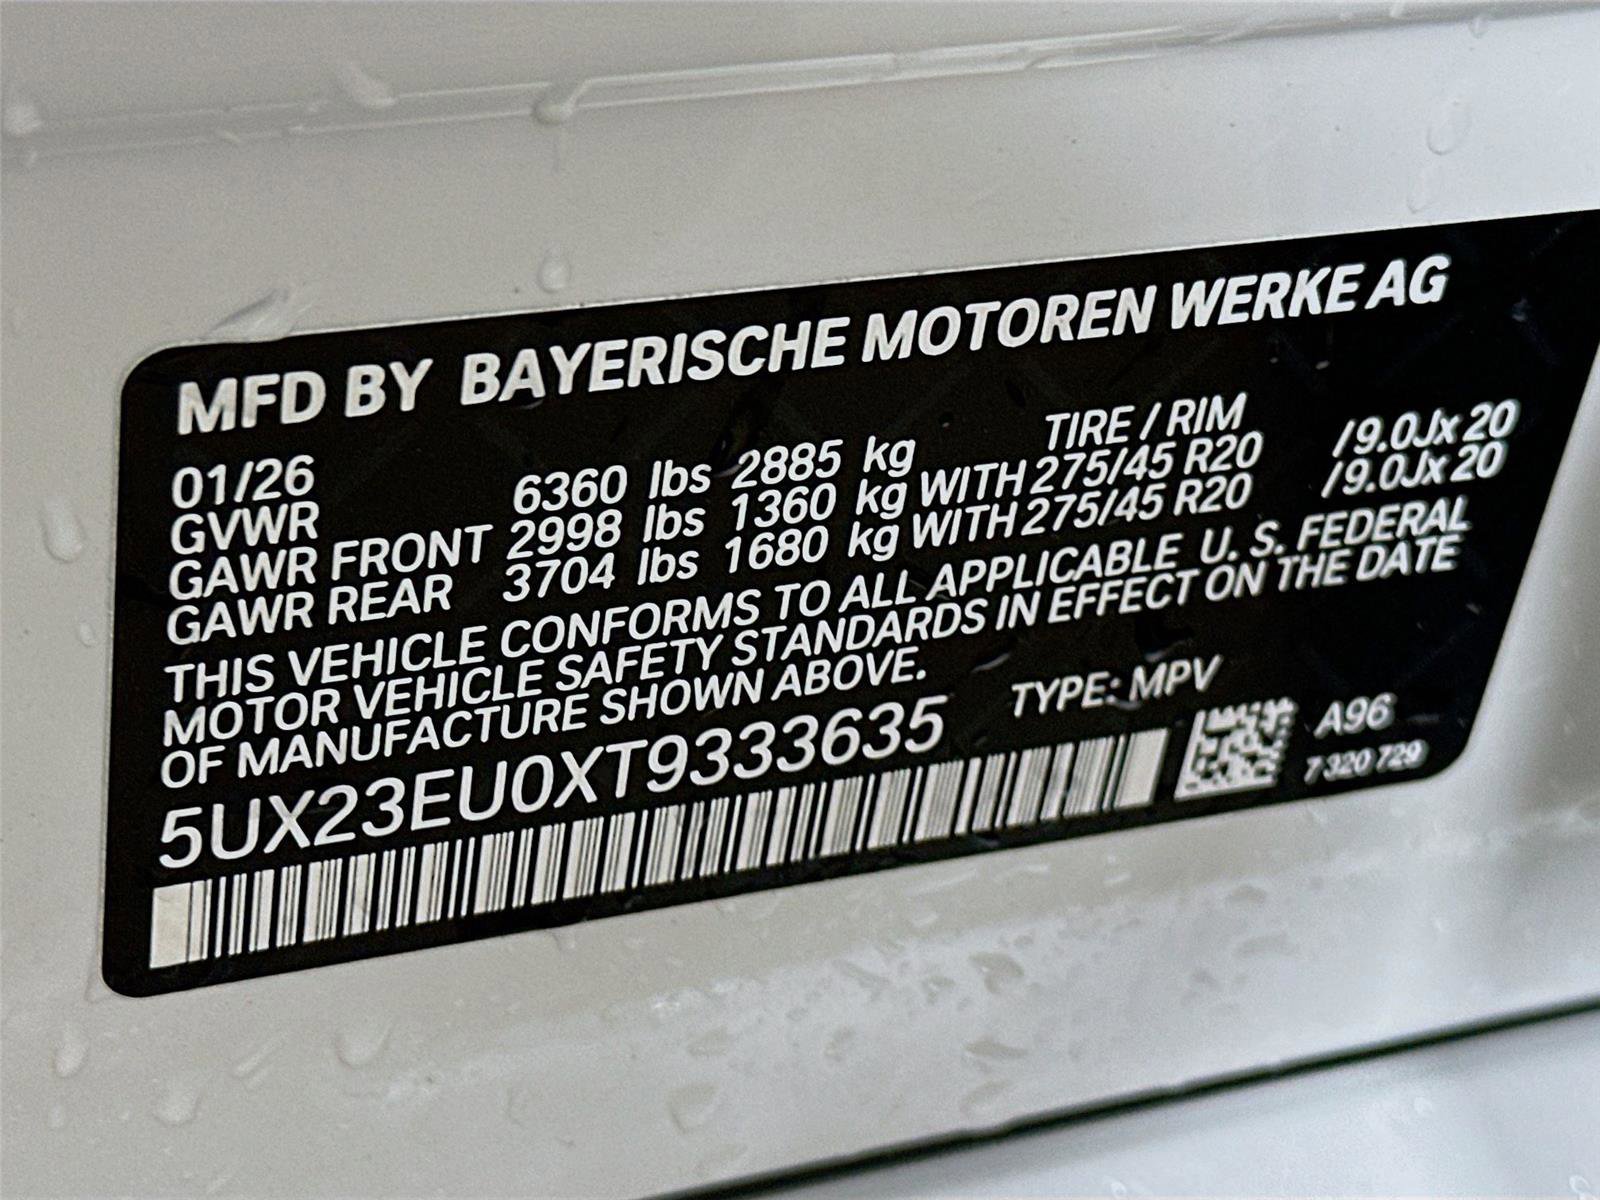 MFD BY BAYERISCHE MOTOREN WERKE AG
01/26 TIRE / RIM
GVWR 6360 lbs 2885 kg
GAWR FRONT 2998 lbs 1360 kg WITH 275/45 R20 /9.0Jx20
GAWR REAR 3704 lbs 1680 kg WITH 275/45 R20 /9.0Jx20
THIS VEHICLE CONFORMS TO ALL APPLICABLE U. S. FEDERAL
MOTOR VEHICLE SAFETY STANDARDS IN EFFECT ON THE DATE
OF MANUFACTURE SHOWN ABOVE.
5UX23EU0XT9333635 TYPE: MPV
A96
7 320 729